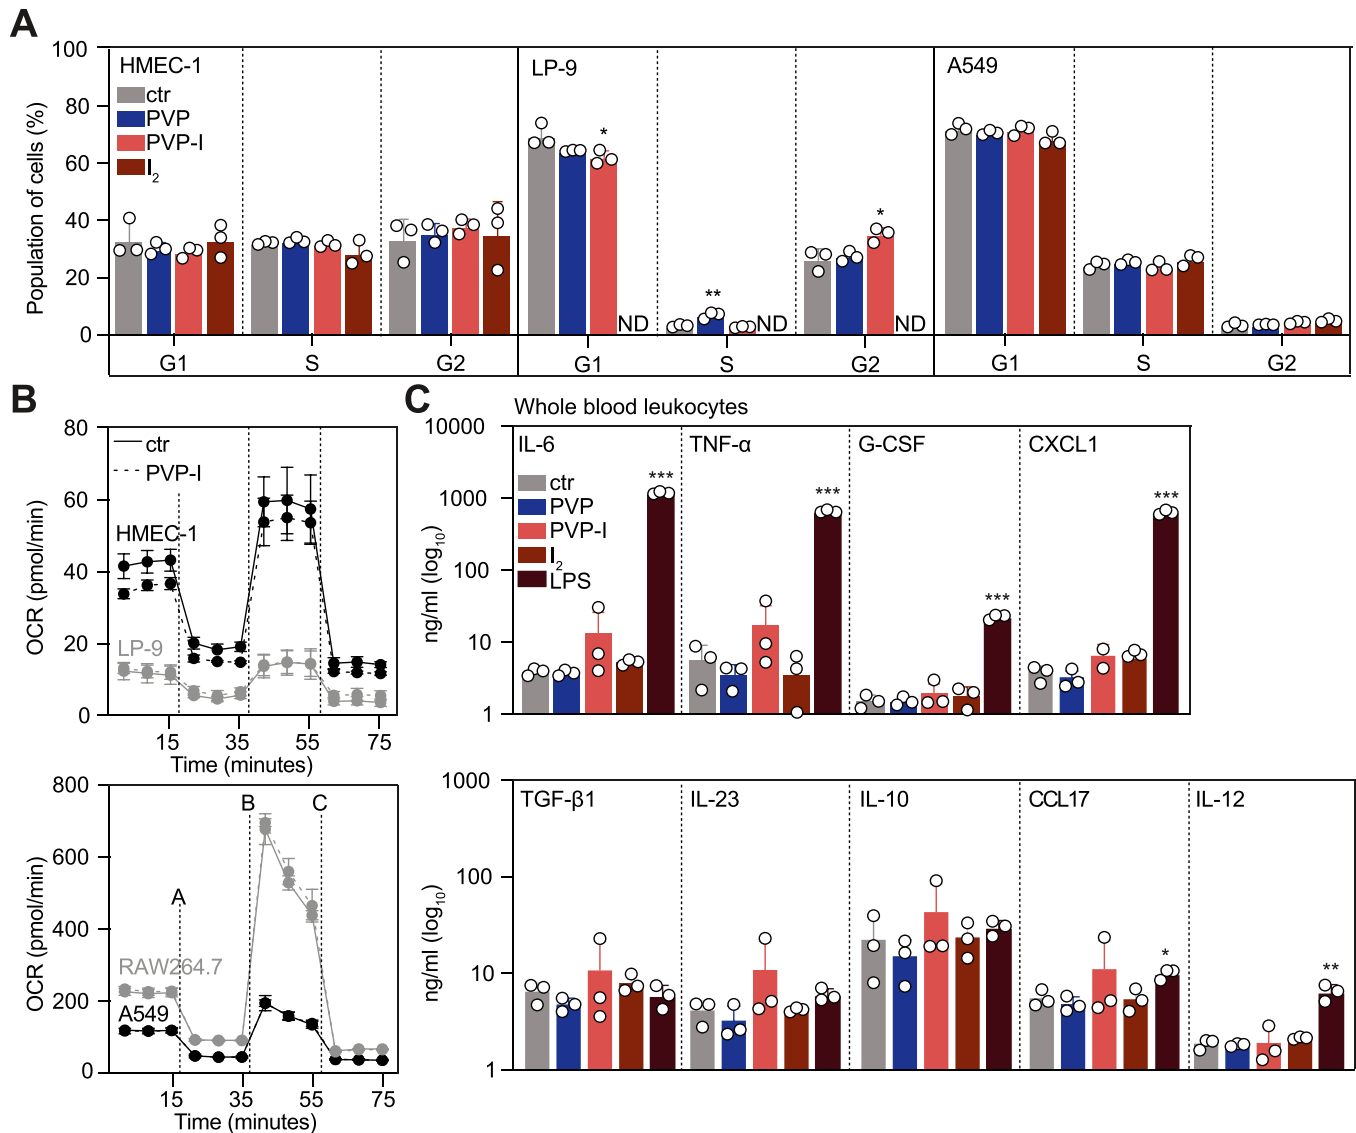 A
Population of cells (%)
100
80
60
40
20
0
HMEC-1
ctr
PVP
PVP-I
I2
LP-9
*
ND
**
ND
*
ND
A549
G1 S G2 G1 S G2 G1 S G2
B
OCR (pmol/min)
80
60
40
20
0
ctr
PVP-I
HMEC-1
LP-9
15 35 55 75
Time (minutes)
OCR (pmol/min)
800
600
400
200
0
A
B
C
RAW264.7
A549
15 35 55 75
Time (minutes)
C
Whole blood leukocytes
ng/ml (log10)
10000
1000
100
10
1
IL-6
ctr
PVP
PVP-I
I2
LPS
***
TNF-α
***
G-CSF
***
CXCL1
***
ng/ml (log10)
1000
100
10
1
TGF-β1
IL-23
IL-10
CCL17
*
IL-12
**